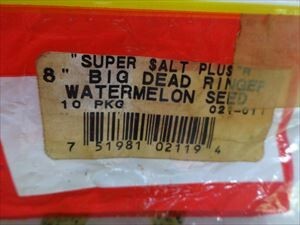 "SUPER SALT PLUS"R
8" BIG DEAD RINGER
WATERMELON SEED
10 PKG 021-011
7 51981 02119 4